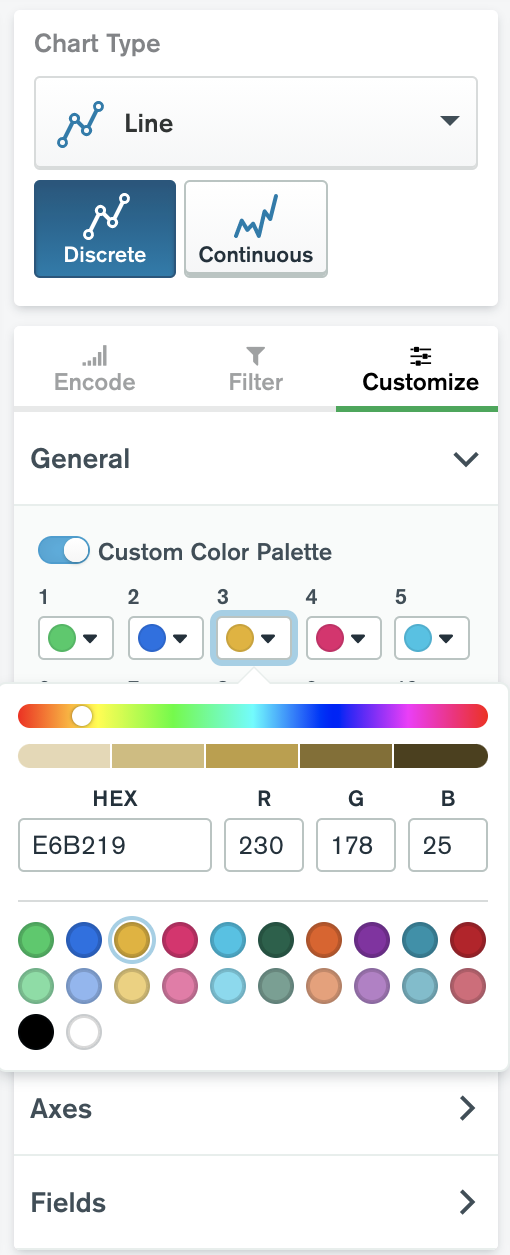 Chart Type
Line
Discrete
Continuous
Encode
Filter
Customize
General
Custom Color Palette
1 2 3 4 5
HEX R G B
E6B219 230 178 25
Axes
Fields